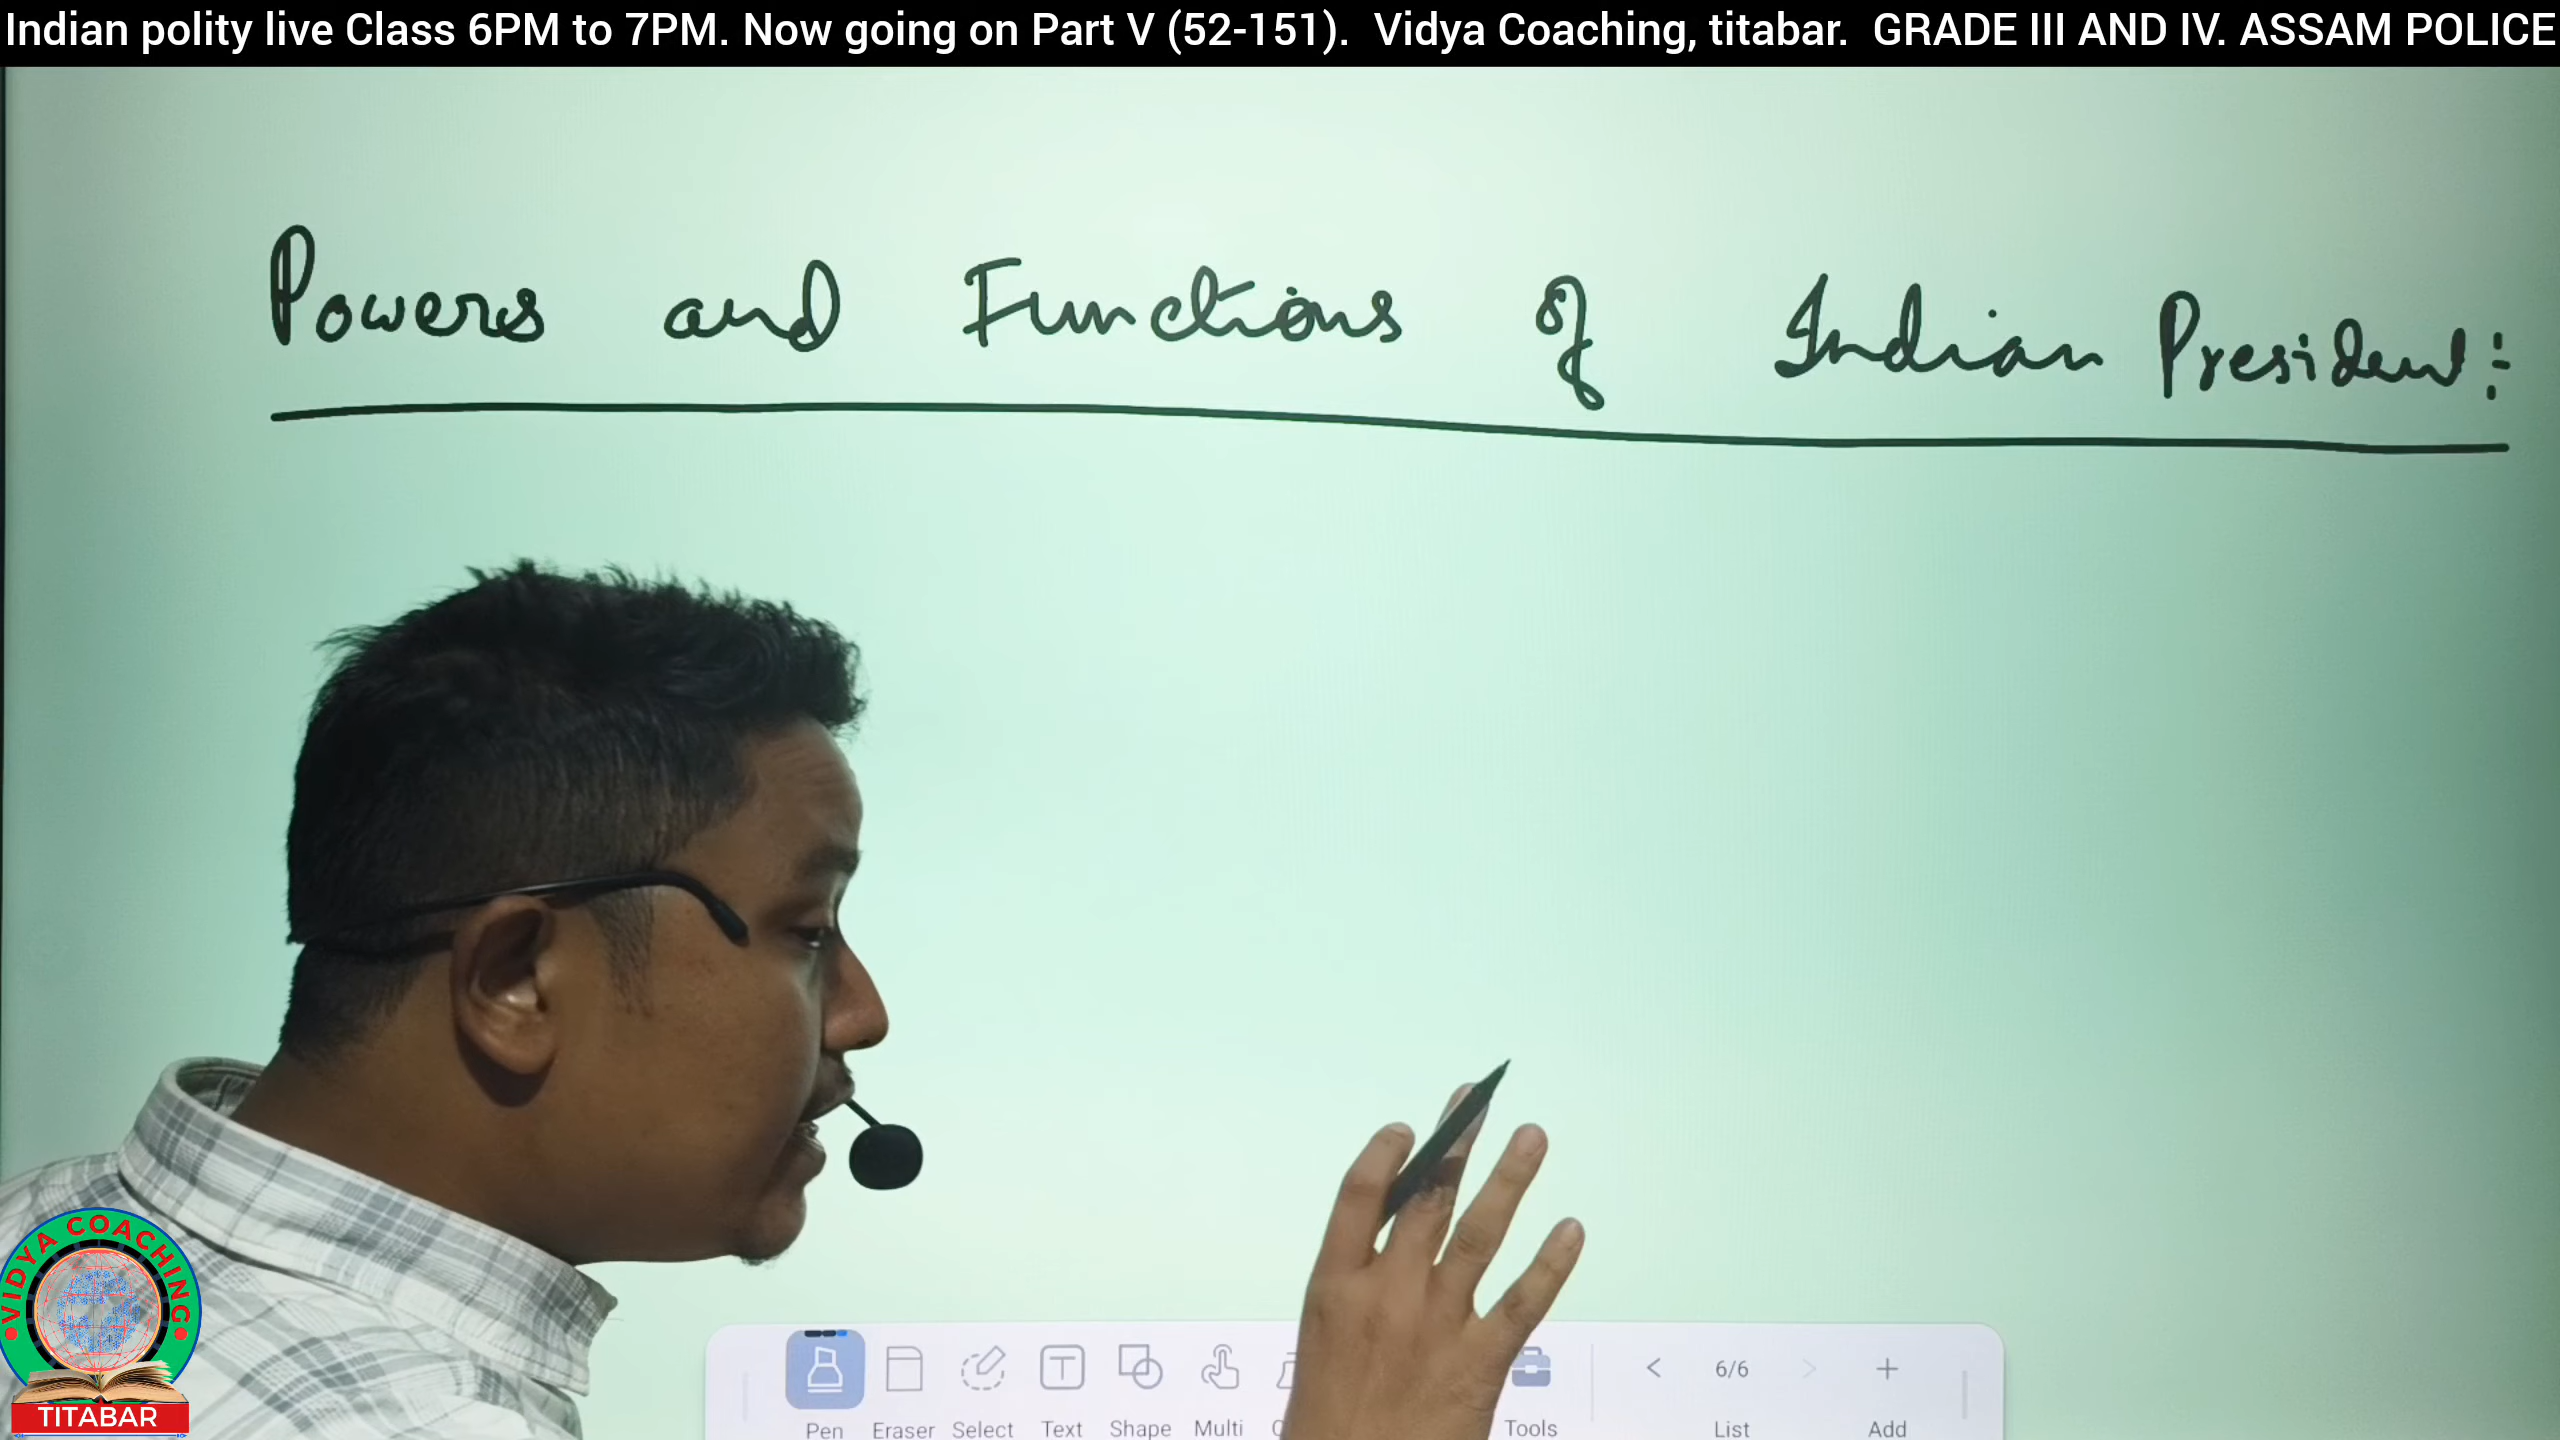 Indian polity live Class 6PM to 7PM. Now going on Part V (52-151). Vidya Coaching, titabar. GRADE III AND IV. ASSAM POLICE
Powers and Functions of Indian President:
VIDYA COACHING
TITABAR
6/6
Pen Eraser Select Text Shape Multi Tools List Add